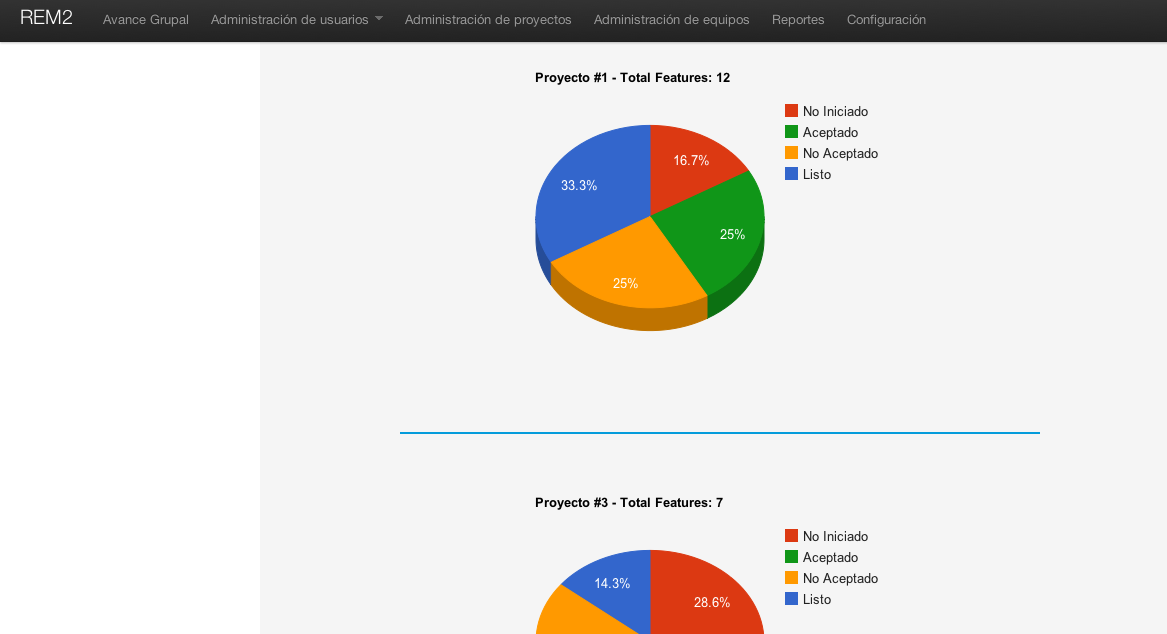 REM2 Avance Grupal Administración de usuarios Administración de proyectos Administración de equipos Reportes Configuración
Proyecto #1 - Total Features: 12
No Iniciado
Aceptado
No Aceptado
Listo
16.7%
33.3%
25%
25%
Proyecto #3 - Total Features: 7
No Iniciado
Aceptado
No Aceptado
Listo
14.3%
28.6%